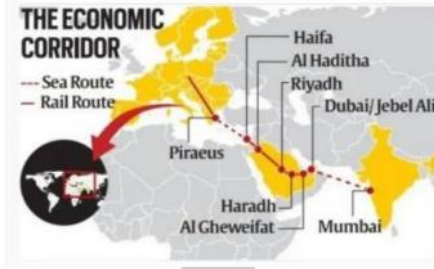 THE ECONOMIC
CORRIDOR
--- Sea Route
— Rail Route
Haifa
Al Haditha
Riyadh
Dubai/ Jebel Ali
Piraeus
Haradh
Al Gheweifat
Mumbai